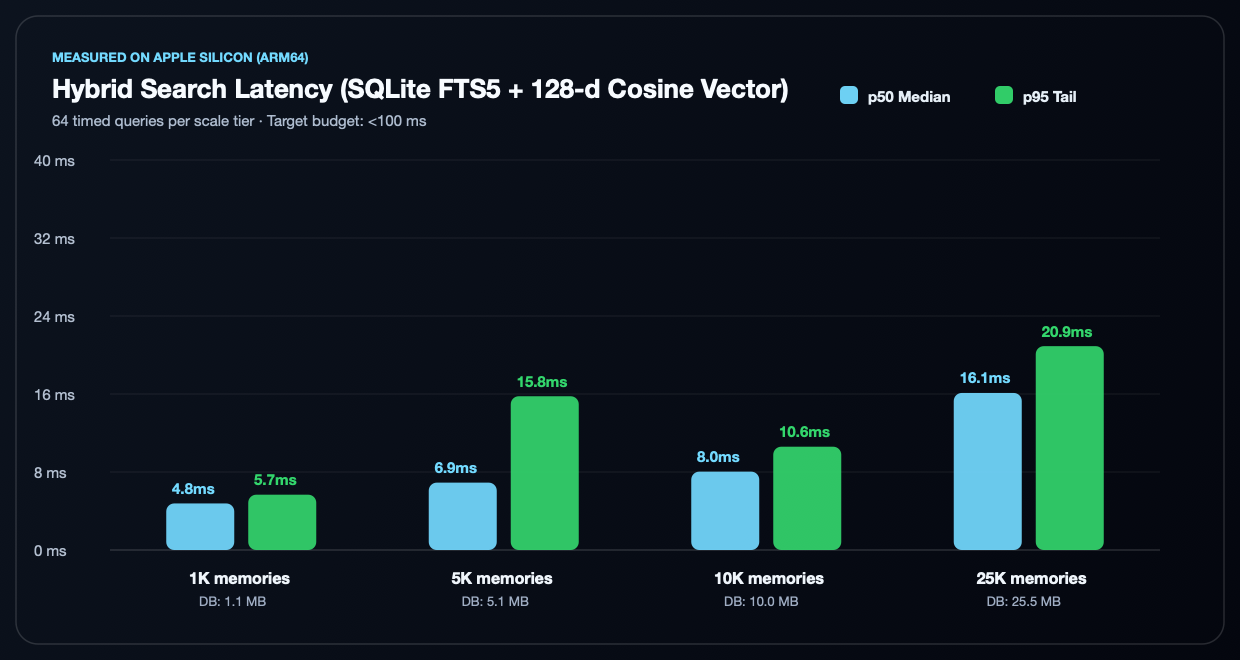 MEASURED ON APPLE SILICON (ARM64)
Hybrid Search Latency (SQLite FTS5 + 128-d Cosine Vector)
p50 Median
p95 Tail
64 timed queries per scale tier · Target budget: <100 ms
40 ms
32 ms
24 ms
16 ms
8 ms
0 ms
4.8ms
5.7ms
6.9ms
15.8ms
8.0ms
10.6ms
16.1ms
20.9ms
1K memories
DB: 1.1 MB
5K memories
DB: 5.1 MB
10K memories
DB: 10.0 MB
25K memories
DB: 25.5 MB